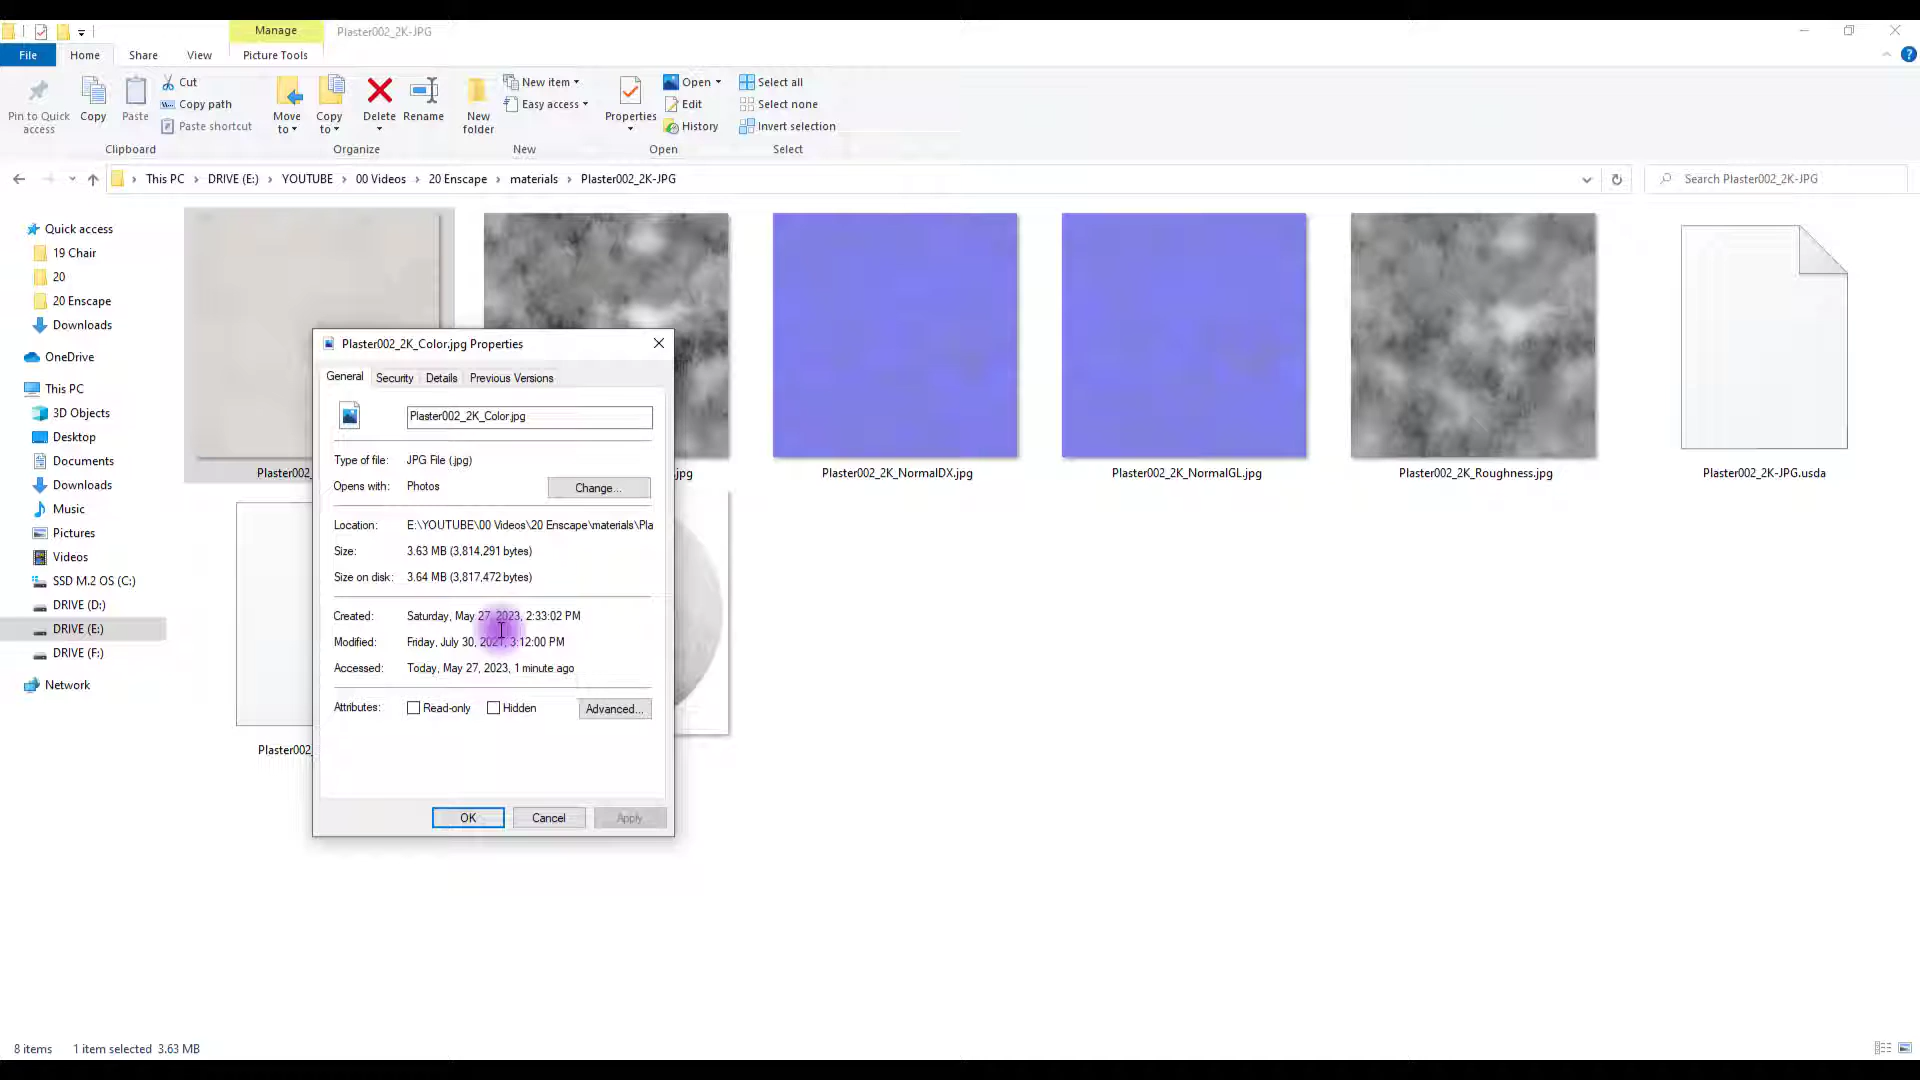 Manage
Plaster002_2K-JPG
File
Home
Share
View
Picture Tools
Pin to Quick access
Copy
Paste
Cut
Copy path
Paste shortcut
Clipboard
Move to
Copy to
Delete
Rename
Organize
New folder
New item
Easy access
New
Properties
Open
Edit
History
Open
Select all
Select none
Invert selection
Select
This PC > DRIVE (E:) > YOUTUBE > 00 Videos > 20 Enscape > materials > Plaster002_2K-JPG
Search Plaster002_2K-JPG
Quick access
19 Chair
20
20 Enscape
Downloads
OneDrive
This PC
3D Objects
Desktop
Documents
Downloads
Music
Pictures
Videos
SSD M.2 OS (C:)
DRIVE (D:)
DRIVE (E:)
DRIVE (F:)
Network
Plaster002_
.jpg
Plaster002_2K_NormalDX.jpg
Plaster002_2K_NormalGL.jpg
Plaster002_2K_Roughness.jpg
Plaster002_2K-JPG.usda
Plaster002_
Plaster002_2K_Color.jpg Properties
General
Security
Details
Previous Versions
Plaster002_2K_Color.jpg
Type of file: JPG File (.jpg)
Opens with: Photos
Change...
Location: E:\YOUTUBE\00 Videos\20 Enscape\materials\Pla
Size: 3.63 MB (3,814,291 bytes)
Size on disk: 3.64 MB (3,817,472 bytes)
Created: Saturday, May 27, 2023, 2:33:02 PM
Modified: Friday, July 30, 2021, 3:12:00 PM
Accessed: Today, May 27, 2023, 1 minute ago
Attributes: Read-only Hidden
Advanced...
OK
Cancel
Apply
8 items
1 item selected 3.63 MB